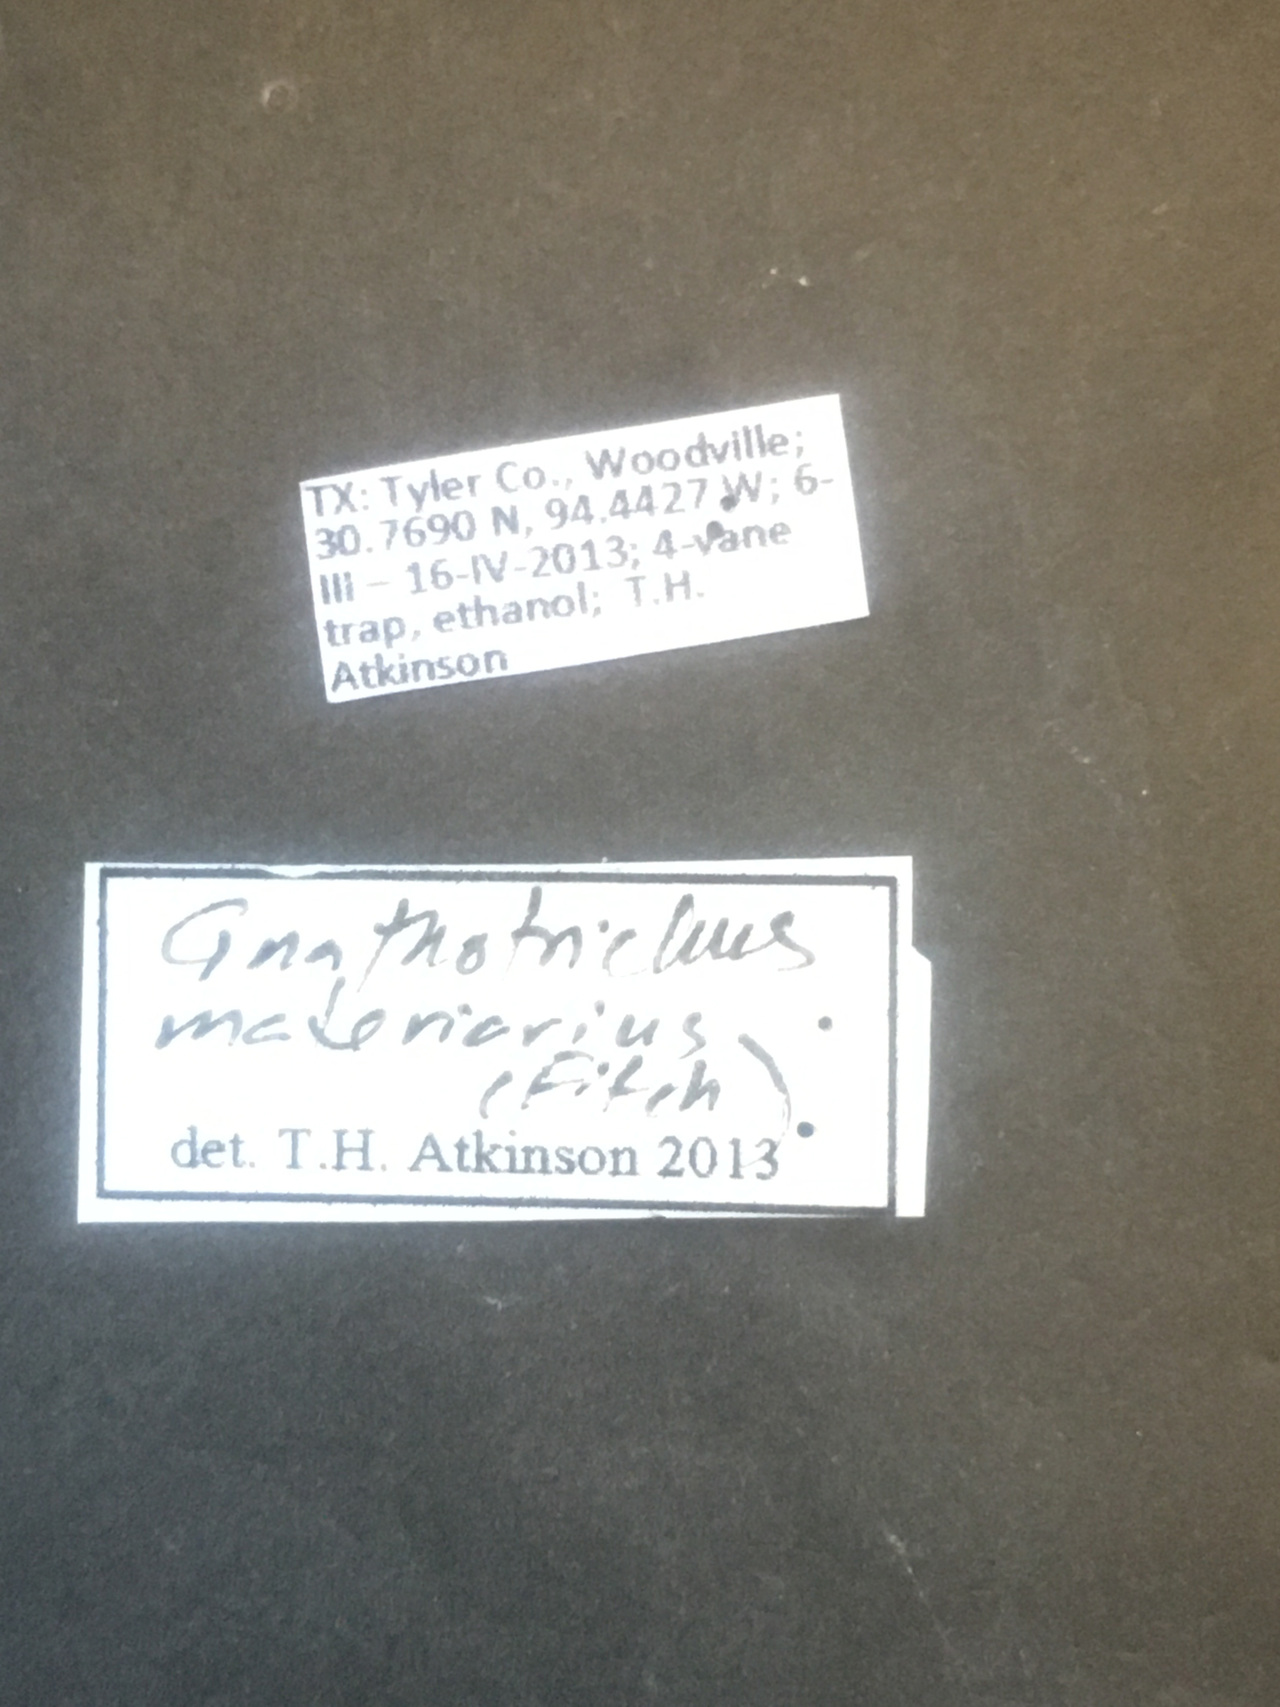 TX: Tyler Co., Woodville;
30.7690 N, 94.4427 W; 6-
III – 16-IV-2013; 4-vane
trap, ethanol; T.H.
Atkinson
Gnathotrichus
materiarius
(Fitch)
det. T.H. Atkinson 2013